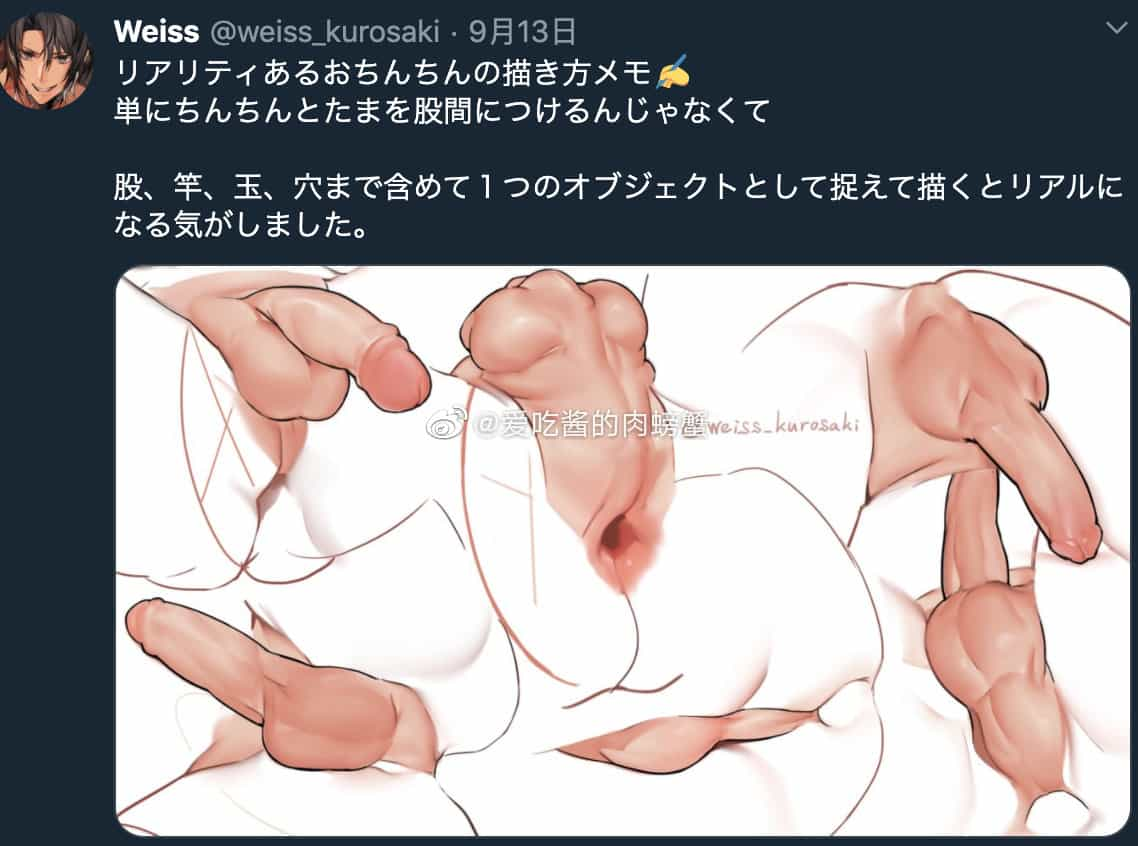 Weiss @weiss_kurosaki · 9月13日
リアリティあるおちんちんの描き方メモ✍️
単にちんちんとたまを股間につけるんじゃなくて
股、竿、玉、穴まで含めて1つのオブジェクトとして捉えて描くとリアルに
なる気がしました。
@爱吃酱的肉螃蟹
weiss_kurosaki